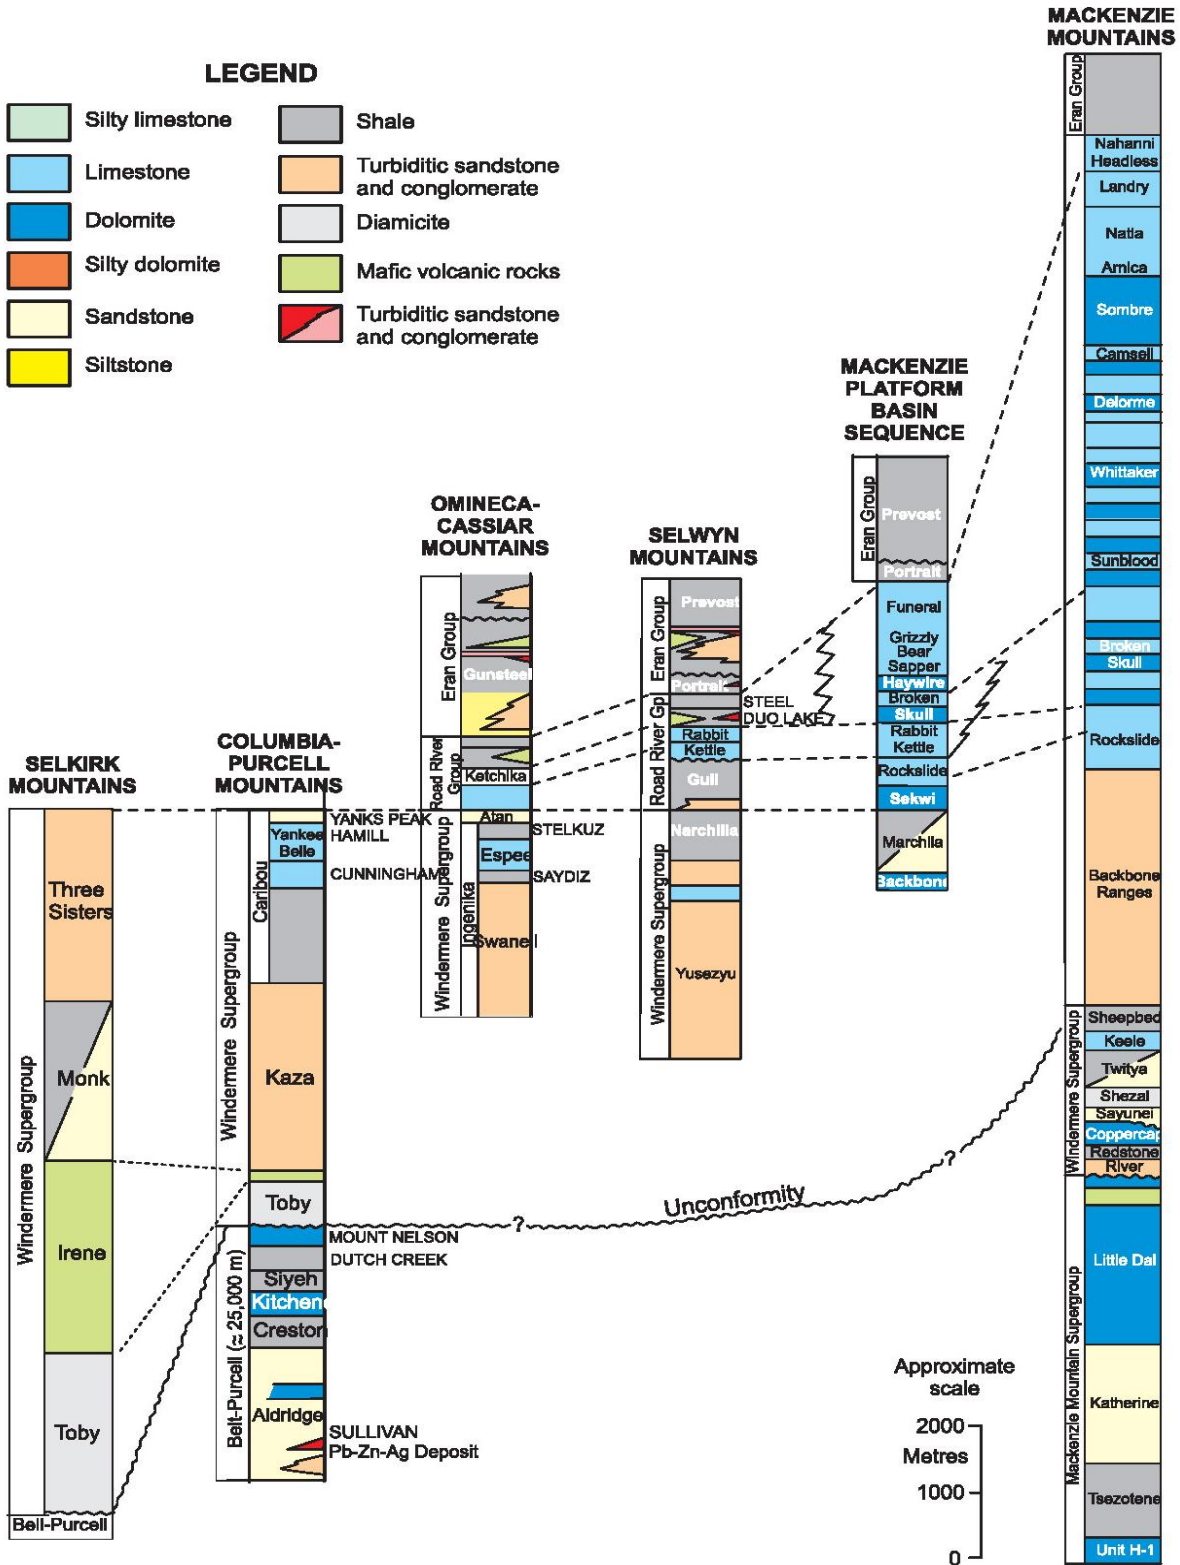 LEGEND
Silty limestone
Limestone
Dolomite
Silty dolomite
Sandstone
Siltstone
Shale
Turbiditic sandstone
and conglomerate
Diamicite
Mafic volcanic rocks
Turbiditic sandstone
and conglomerate
SELKIRK
MOUNTAINS
Windermere Supergroup
Three
Sisters
Monk
Irene
Toby
Bell-Purcell
COLUMBIA-
PURCELL
MOUNTAINS
Windermere Supergroup
Caribou
Yankee
Belle
YANKS PEAK
HAMILL
CUNNINGHAM
Kaza
Toby
Belt-Purcell (≈ 25,000 m)
MOUNT NELSON
DUTCH CREEK
Siyeh
Kitchen
Creston
Aldridge
SULLIVAN
Pb-Zn-Ag Deposit
OMINECA-
CASSIAR
MOUNTAINS
Eran Group
Gunsteel
Road River
Group
Ketchika
Windermere Supergroup
Ingenika
Atan
STELKUZ
Espee
SAYDIZ
Swanell
SELWYN
MOUNTAINS
Eran Group
Prevost
Portrait
Road River Gp
STEEL
DUO LAKE
Rabbit
Kettle
Gull
Windermere Supergroup
Narchilla
Yusezyu
MACKENZIE
PLATFORM
BASIN
SEQUENCE
Eran Group
Prevost
Portrait
Funeral
Grizzly
Bear
Sapper
Haywire
Broken
Skull
Rabbit
Kettle
Rockslide
Sekwi
Marchila
Backbone
MACKENZIE
MOUNTAINS
Eran Group
Nahanni
Headless
Landry
Natla
Arnica
Sombre
Camsell
Delorme
Whittaker
Sunblood
Broken
Skull
Rockslide
Backbone
Ranges
Windermere Supergroup
Sheepbed
Keele
Twitya
Shezal
Sayunei
Coppercap
Redstone
River
Mackenzie Mountain Supergroup
Little Dal
Katherine
Tsezotene
Unit H-1
?
Unconformity
?
Approximate
scale
2000
Metres
1000
0